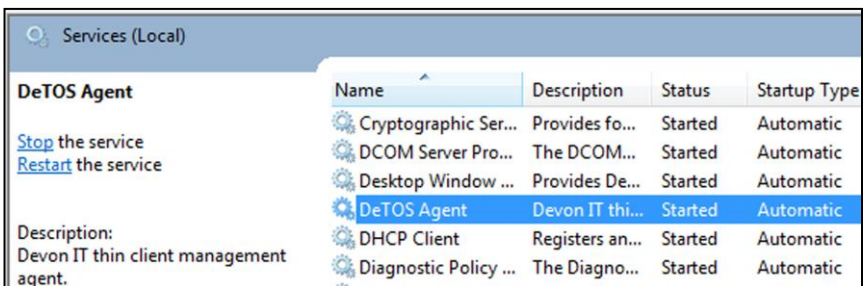 Services (Local)
DeTOS Agent
Stop the service
Restart the service
Description:
Devon IT thin client management
agent.
Name Description Status Startup Type
Cryptographic Ser... Provides fo... Started Automatic
DCOM Server Pro... The DCOM... Started Automatic
Desktop Window ... Provides De... Started Automatic
DeTOS Agent Devon IT thi... Started Automatic
DHCP Client Registers an... Started Automatic
Diagnostic Policy ... The Diagno... Started Automatic